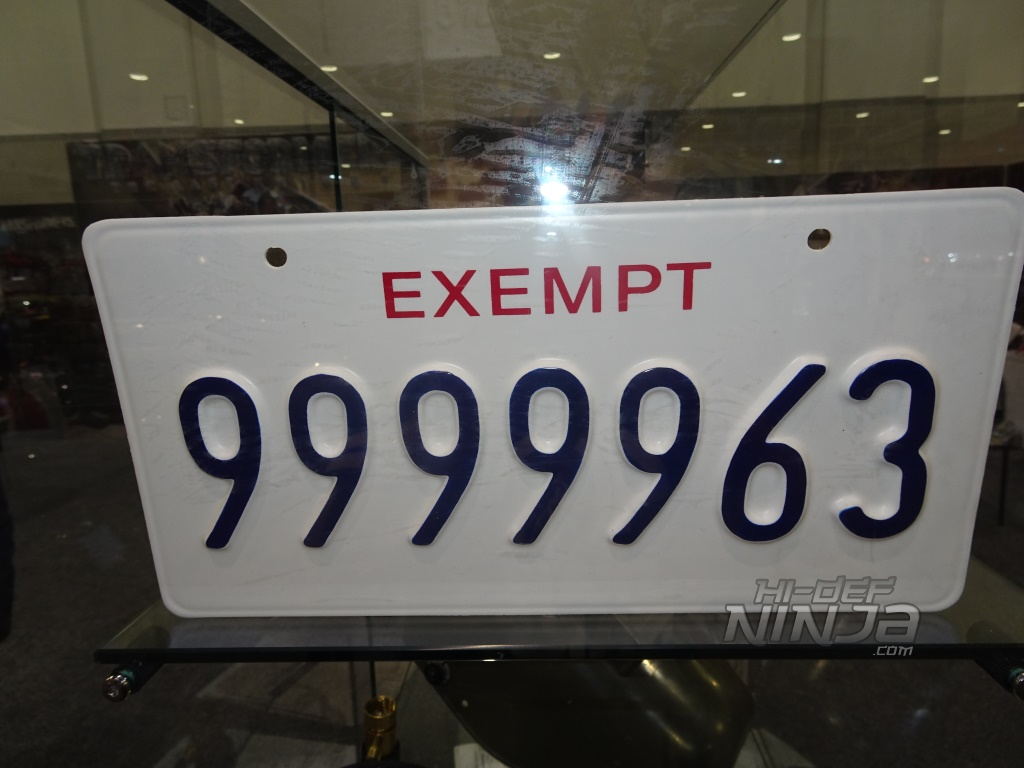 EXEMPT
9999963
HI-DEF
NINJA
.COM